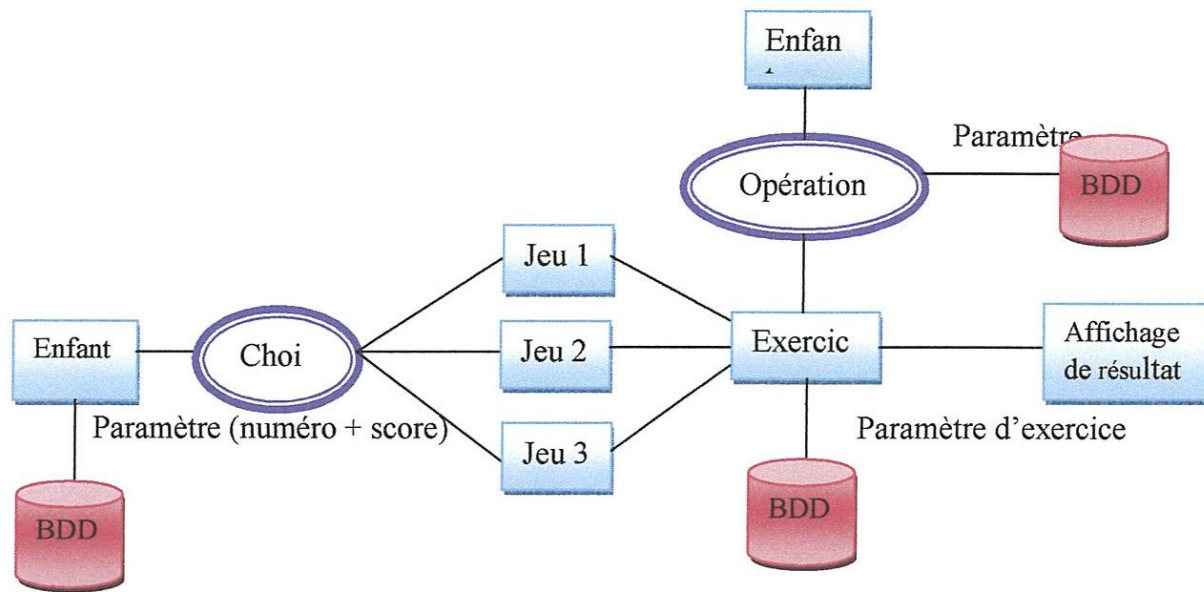 Enfan
Paramètre
Opération
BDD
Jeu 1
Enfant
Choi
Jeu 2
Exercic
Affichage
de résultat
Paramètre (numéro + score)
Jeu 3
Paramètre d’exercice
BDD
BDD